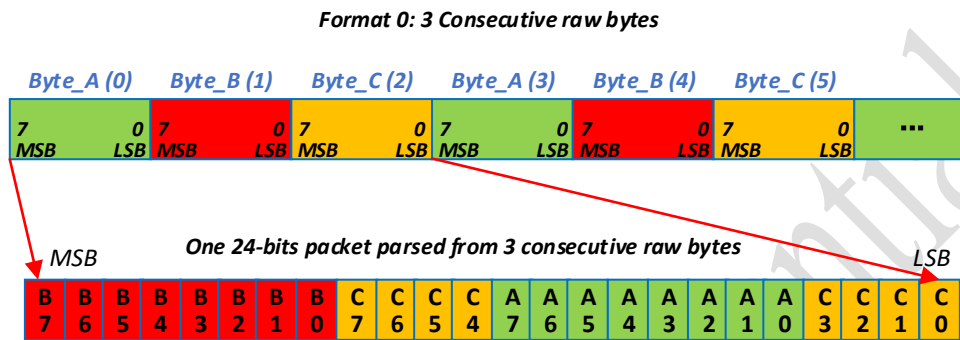 Format 0: 3 Consecutive raw bytes
Byte_A (0) Byte_B (1) Byte_C (2) Byte_A (3) Byte_B (4) Byte_C (5)
7 0 7 0 7 0 7 0 7 0 7 0 ...
MSB LSB MSB LSB MSB LSB MSB LSB MSB LSB MSB LSB
MSB One 24-bits packet parsed from 3 consecutive raw bytes LSB
B B B B B B B B C C C C A A A A A A A A C C C C
7 6 5 4 3 2 1 0 7 6 5 4 7 6 5 4 3 2 1 0 3 2 1 0